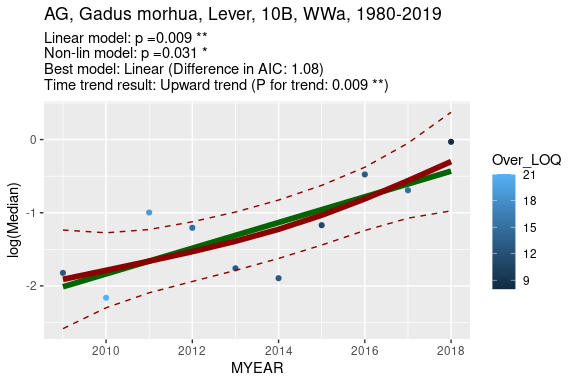 AG, Gadus morhua, Lever, 10B, WWa, 1980-2019
Linear model: p =0.009 **
Non-lin model: p =0.031 *
Best model: Linear (Difference in AIC: 1.08)
Time trend result: Upward trend (P for trend: 0.009 **)
0
-1
-2
log(Median)
2010 2012 2014 2016 2018
MYEAR
Over_LOQ
21
18
15
12
9